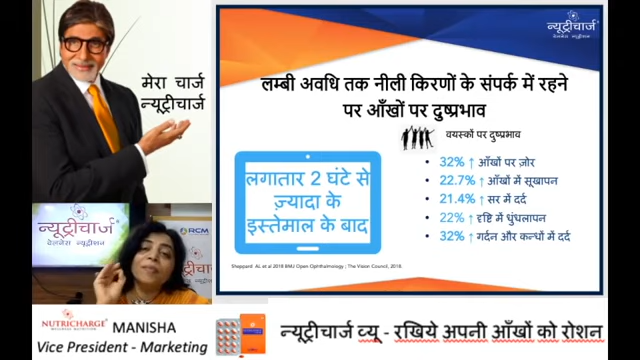 मेरा चार्ज
न्यूट्रीचार्ज
न्यूट्रीचार्ज
वेलनेस न्यूट्रीशन
लम्बी अवधि तक नीली किरणों के संपर्क में रहने
पर आँखों पर दुष्प्रभाव
वयस्कों पर दुष्प्रभाव
लगातार 2 घंटे से
ज़्यादा के
इस्तेमाल के बाद
• 32% ↑ आँखों पर ज़ोर
• 22.7% ↑ आँखों में सूखापन
• 21.4% ↑ सर में दर्द
• 22% ↑ दृष्टि में धुंधलापन
• 32% ↑ गर्दन और कन्धों में दर्द
Sheppard AL et al 2018 BMJ Open Ophthalmology ; The Vision Council, 2018
न्यूट्रीचार्ज
वेलनेस न्यूट्रीशन
RCM
NUTRICHARGE
WELLNESS NUTRITION
MANISHA
Vice President - Marketing
न्यूट्रीचार्ज व्यू - रखिये अपनी आँखों को रोशन